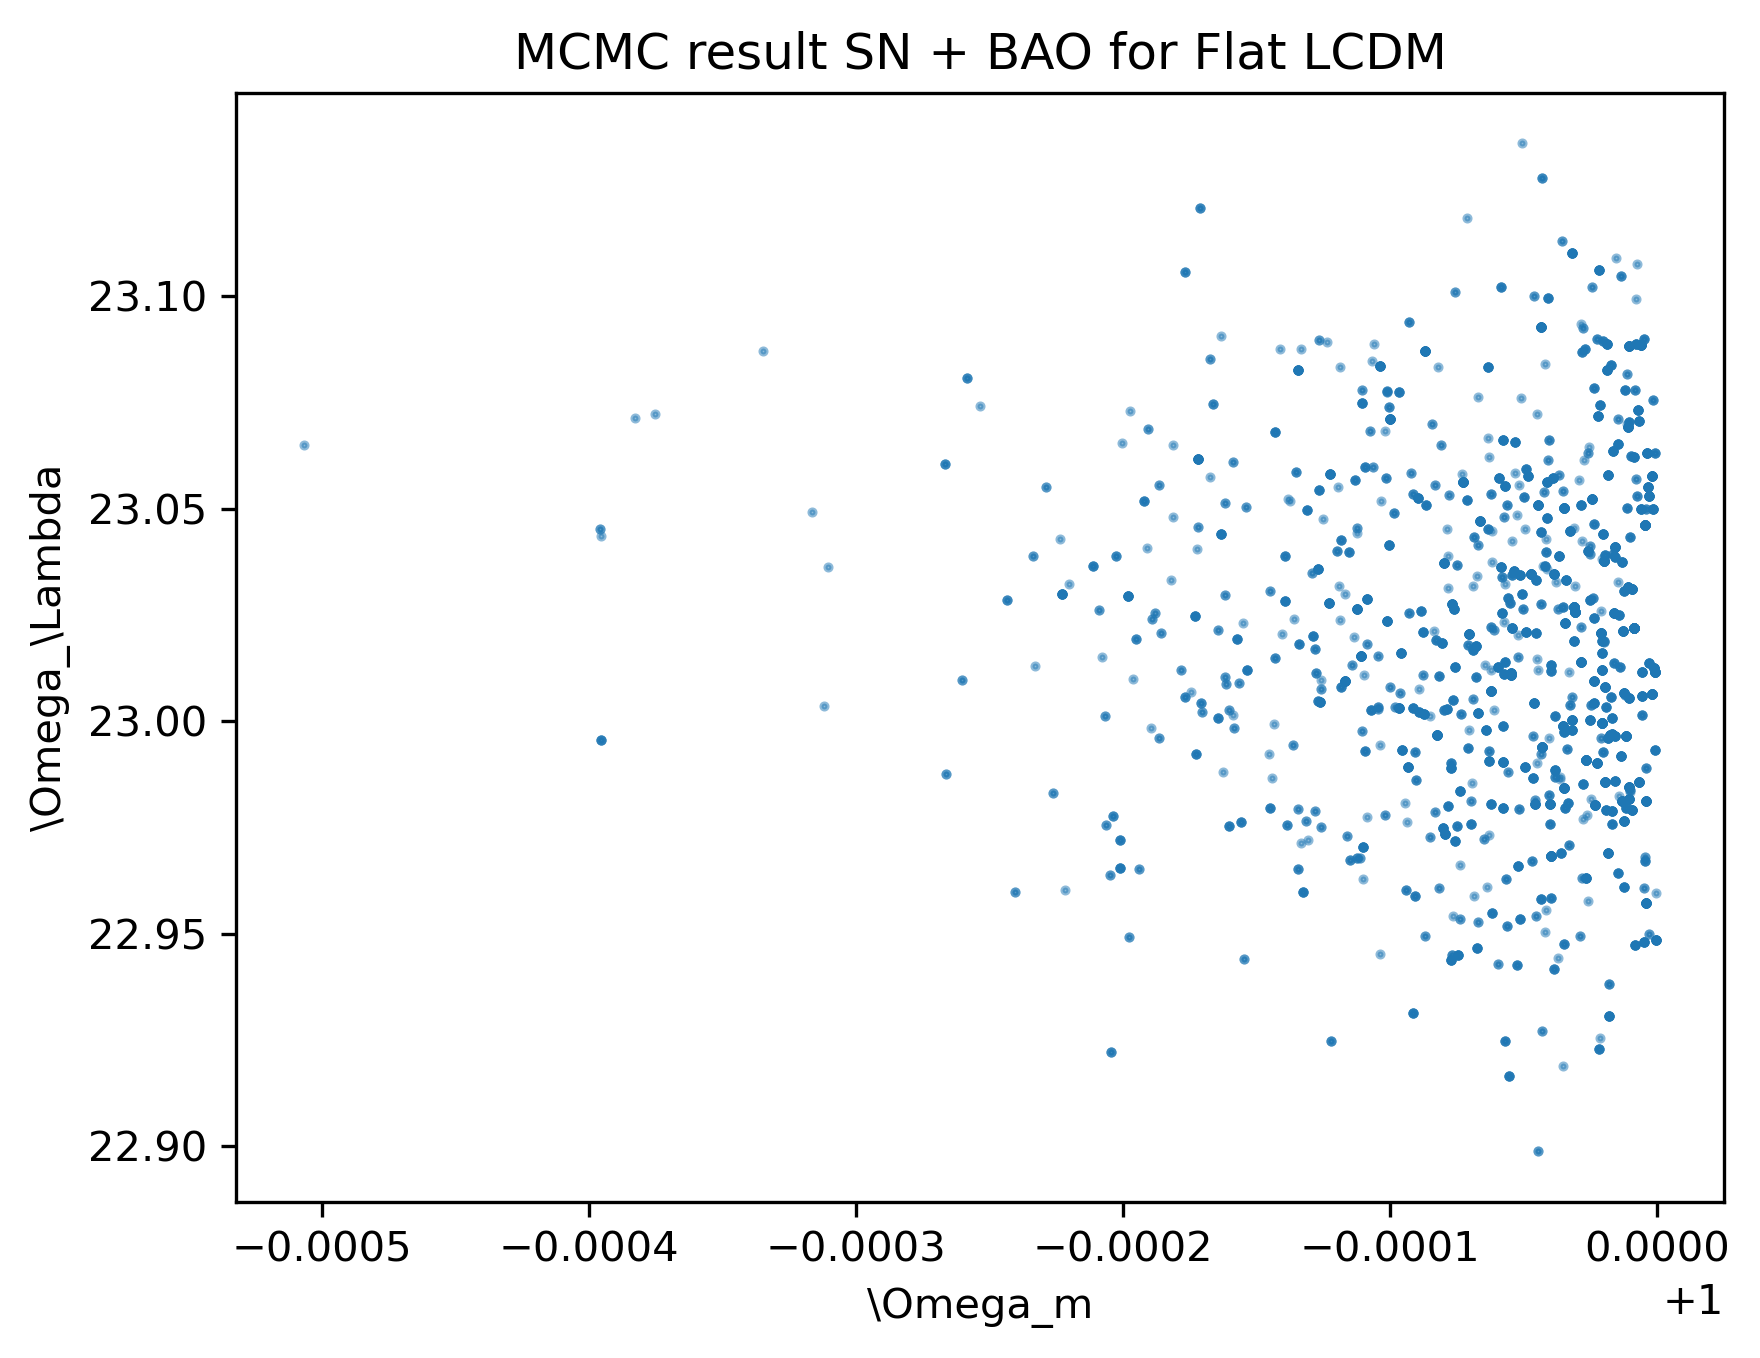 MCMC result SN + BAO for Flat LCDM
\Omega_\Lambda
23.10
23.05
23.00
22.95
22.90
−0.0005 −0.0004 −0.0003 −0.0002 −0.0001 0.0000
\Omega_m
+1